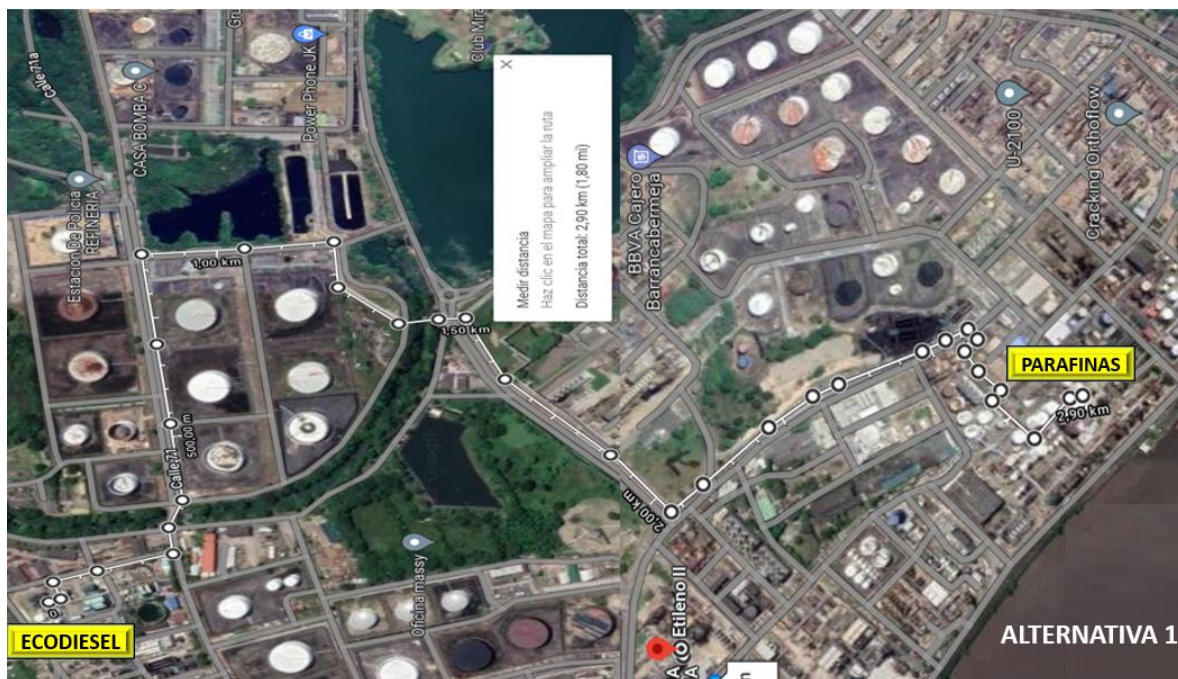 Calle 71a
CASA BOMBA C
Power Phone J.K
Club Mira
Estacion De Policia
REFINERIA
1,00 km
Medir distancia
Haz clic en el mapa para ampliar la ruta
Distancia total: 2,90 km (1,80 mi)
BBVA Cajero
Barrancabermeja
U-2100
Cracking Orthoflow
1,50 km
500,00 m
Calle 71
PARAFINAS
2,90 km
2,00 km
Oficina massy
Etileno II
ECODIESEL
ALTERNATIVA 1